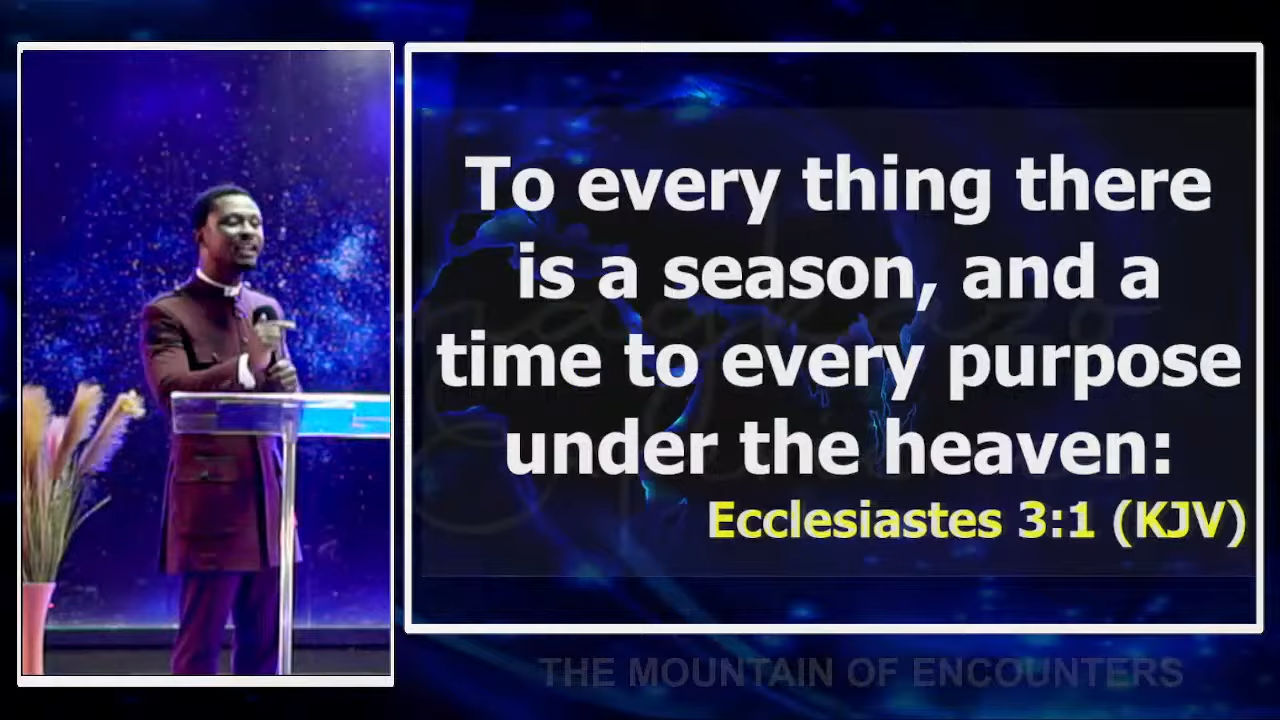 To every thing there
is a season, and a
time to every purpose
under the heaven:
Ecclesiastes 3:1 (KJV)
THE MOUNTAIN OF ENCOUNTERS